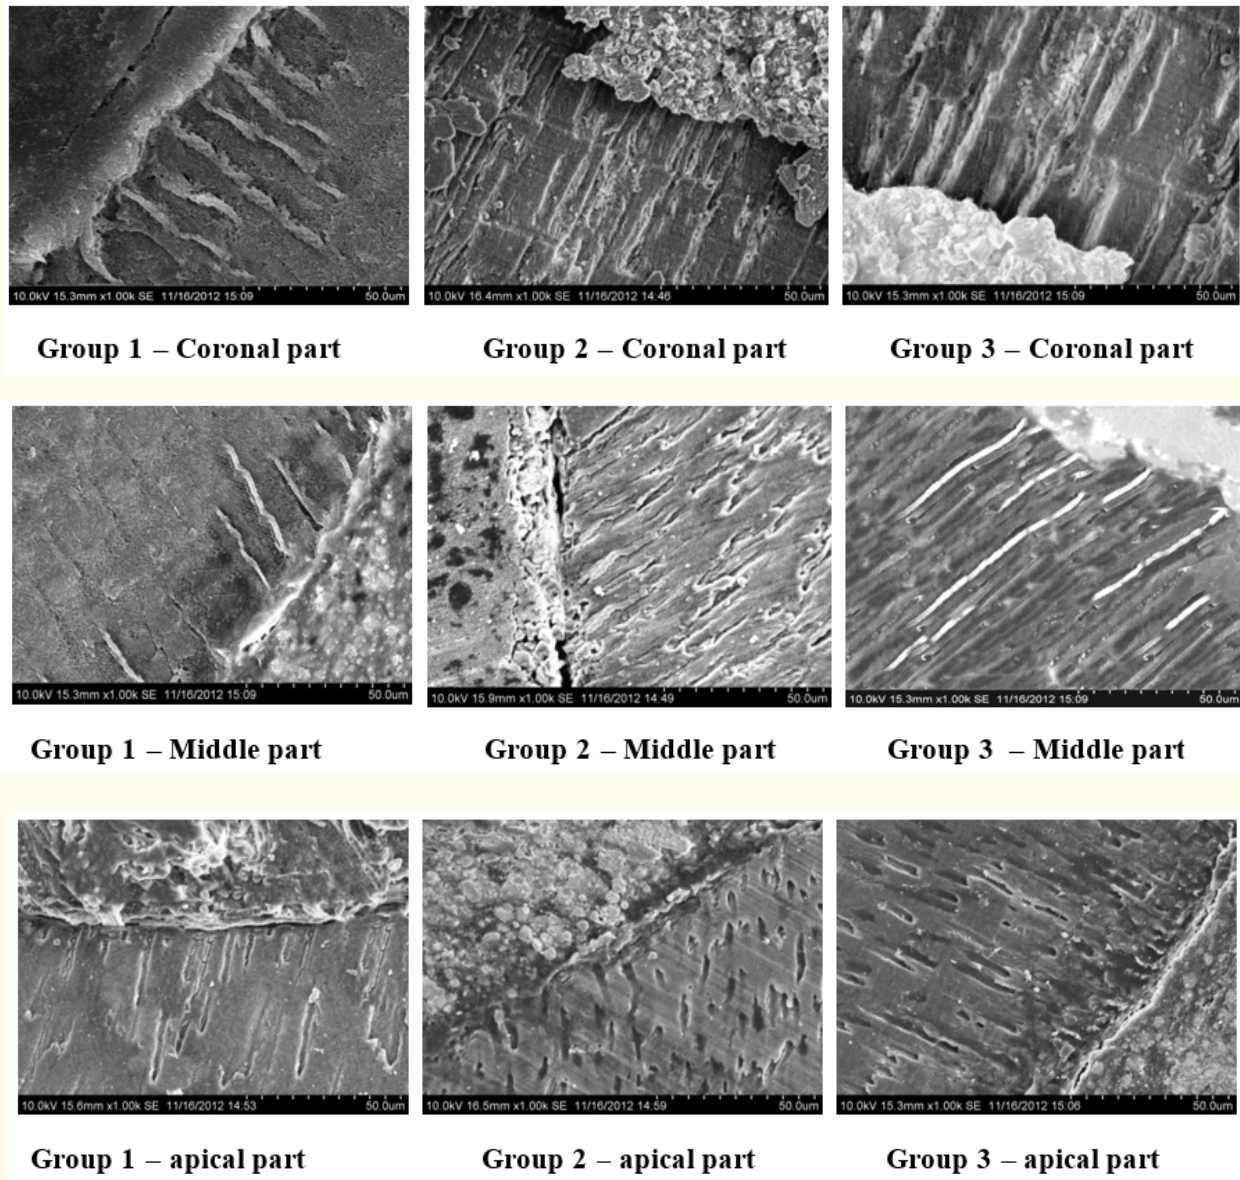 10.0kV 15.3mm x1.00k SE 11/16/2012 15:09 50.0um
10.0kV 16.4mm x1.00k SE 11/16/2012 14:46 50.0um
10.0kV 15.3mm x1.00k SE 11/16/2012 15:09 50.0um
Group 1 – Coronal part
Group 2 – Coronal part
Group 3 – Coronal part
10.0kV 15.3mm x1.00k SE 11/16/2012 15:09 50.0um
10.0kV 15.9mm x1.00k SE 11/16/2012 14:49 50.0um
10.0kV 15.3mm x1.00k SE 11/16/2012 15:09 50.0um
Group 1 – Middle part
Group 2 – Middle part
Group 3 – Middle part
10.0kV 15.6mm x1.00k SE 11/16/2012 14:53 50.0um
10.0kV 16.5mm x1.00k SE 11/16/2012 14:59 50.0um
10.0kV 15.3mm x1.00k SE 11/16/2012 15:06 50.0um
Group 1 – apical part
Group 2 – apical part
Group 3 – apical part